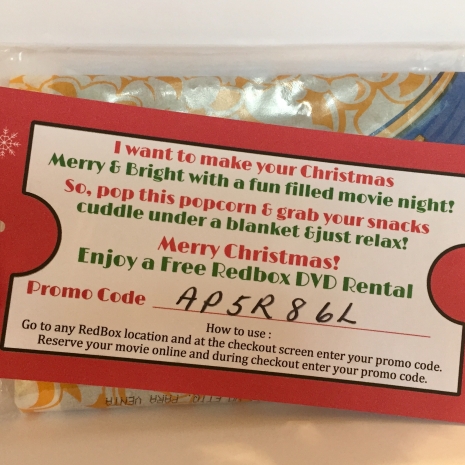 I want to make your Christmas
Merry & Bright with a fun filled movie night!
So, pop this popcorn & grab your snacks
cuddle under a blanket &just relax!
Merry Christmas!
Enjoy a Free Redbox DVD Rental
Promo Code AP5R86L
How to use :
Go to any RedBox location and at the checkout screen enter your promo code.
Reserve your movie online and during checkout enter your promo code.
PARA VENTA